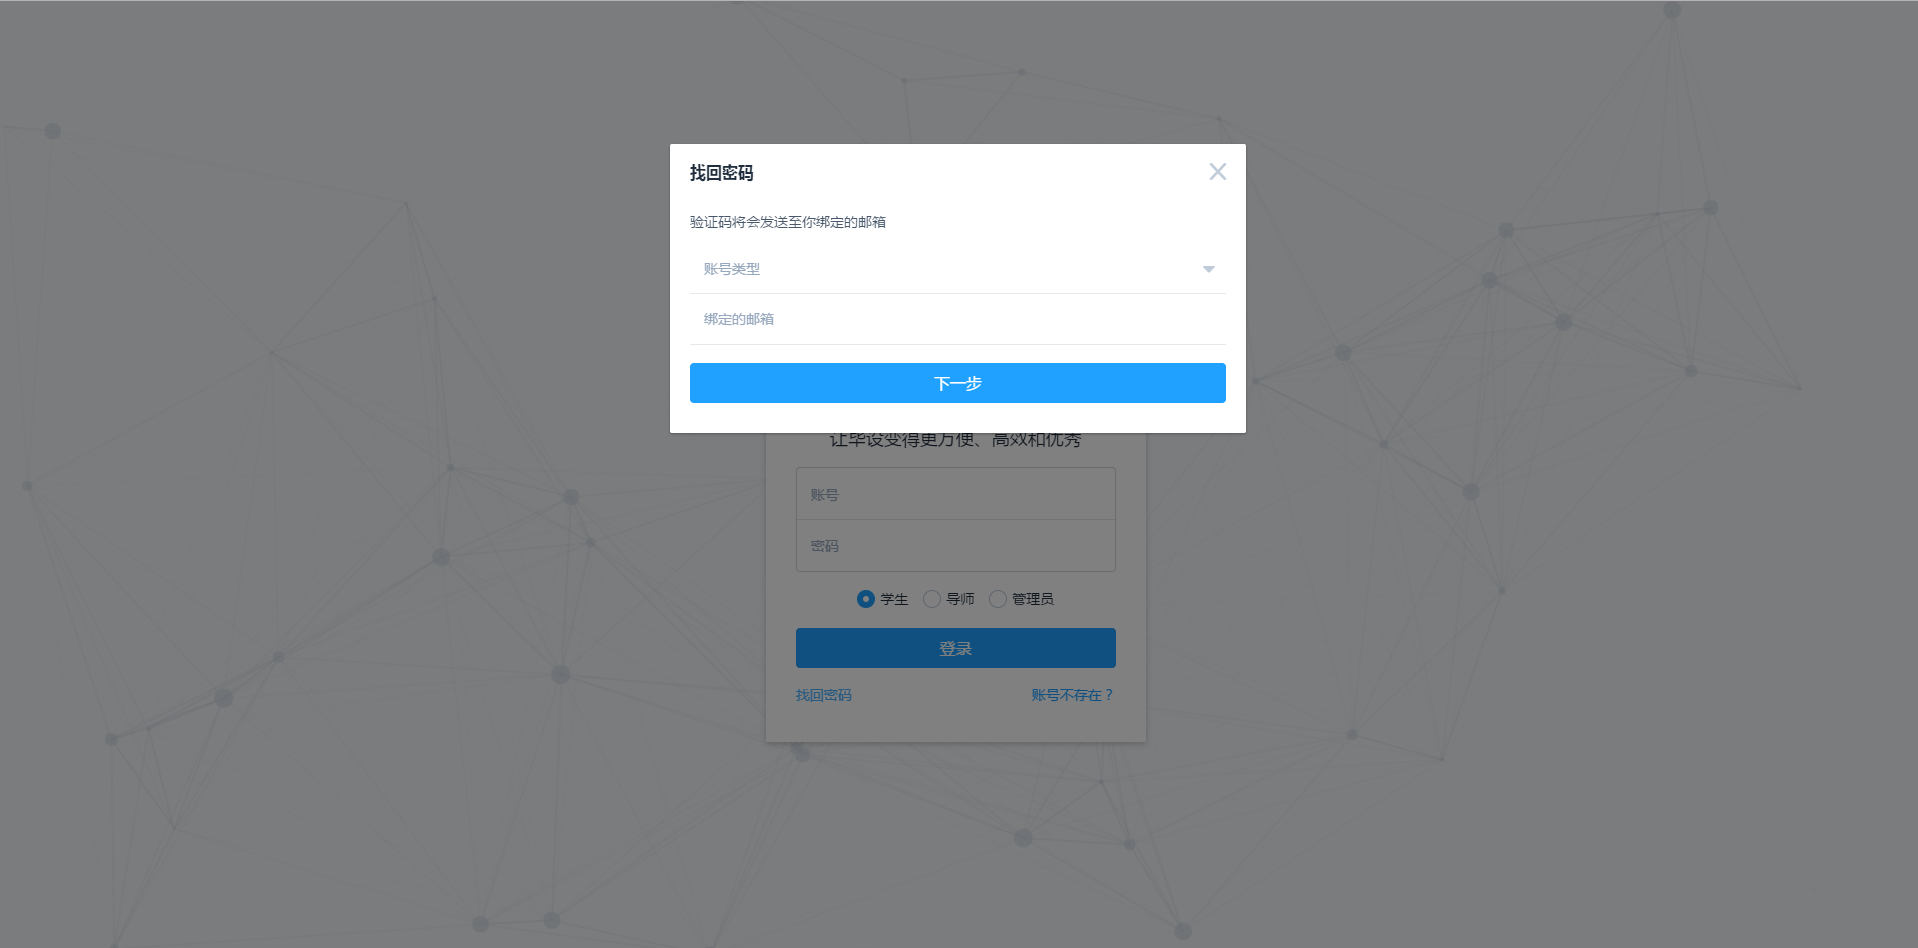 找回密码
验证码将会发送至你绑定的邮箱
账号类型
绑定的邮箱
下一步
让毕设变得更方便、高效和优秀
账号
密码
学生 导师 管理员
登录
找回密码 账号不存在？